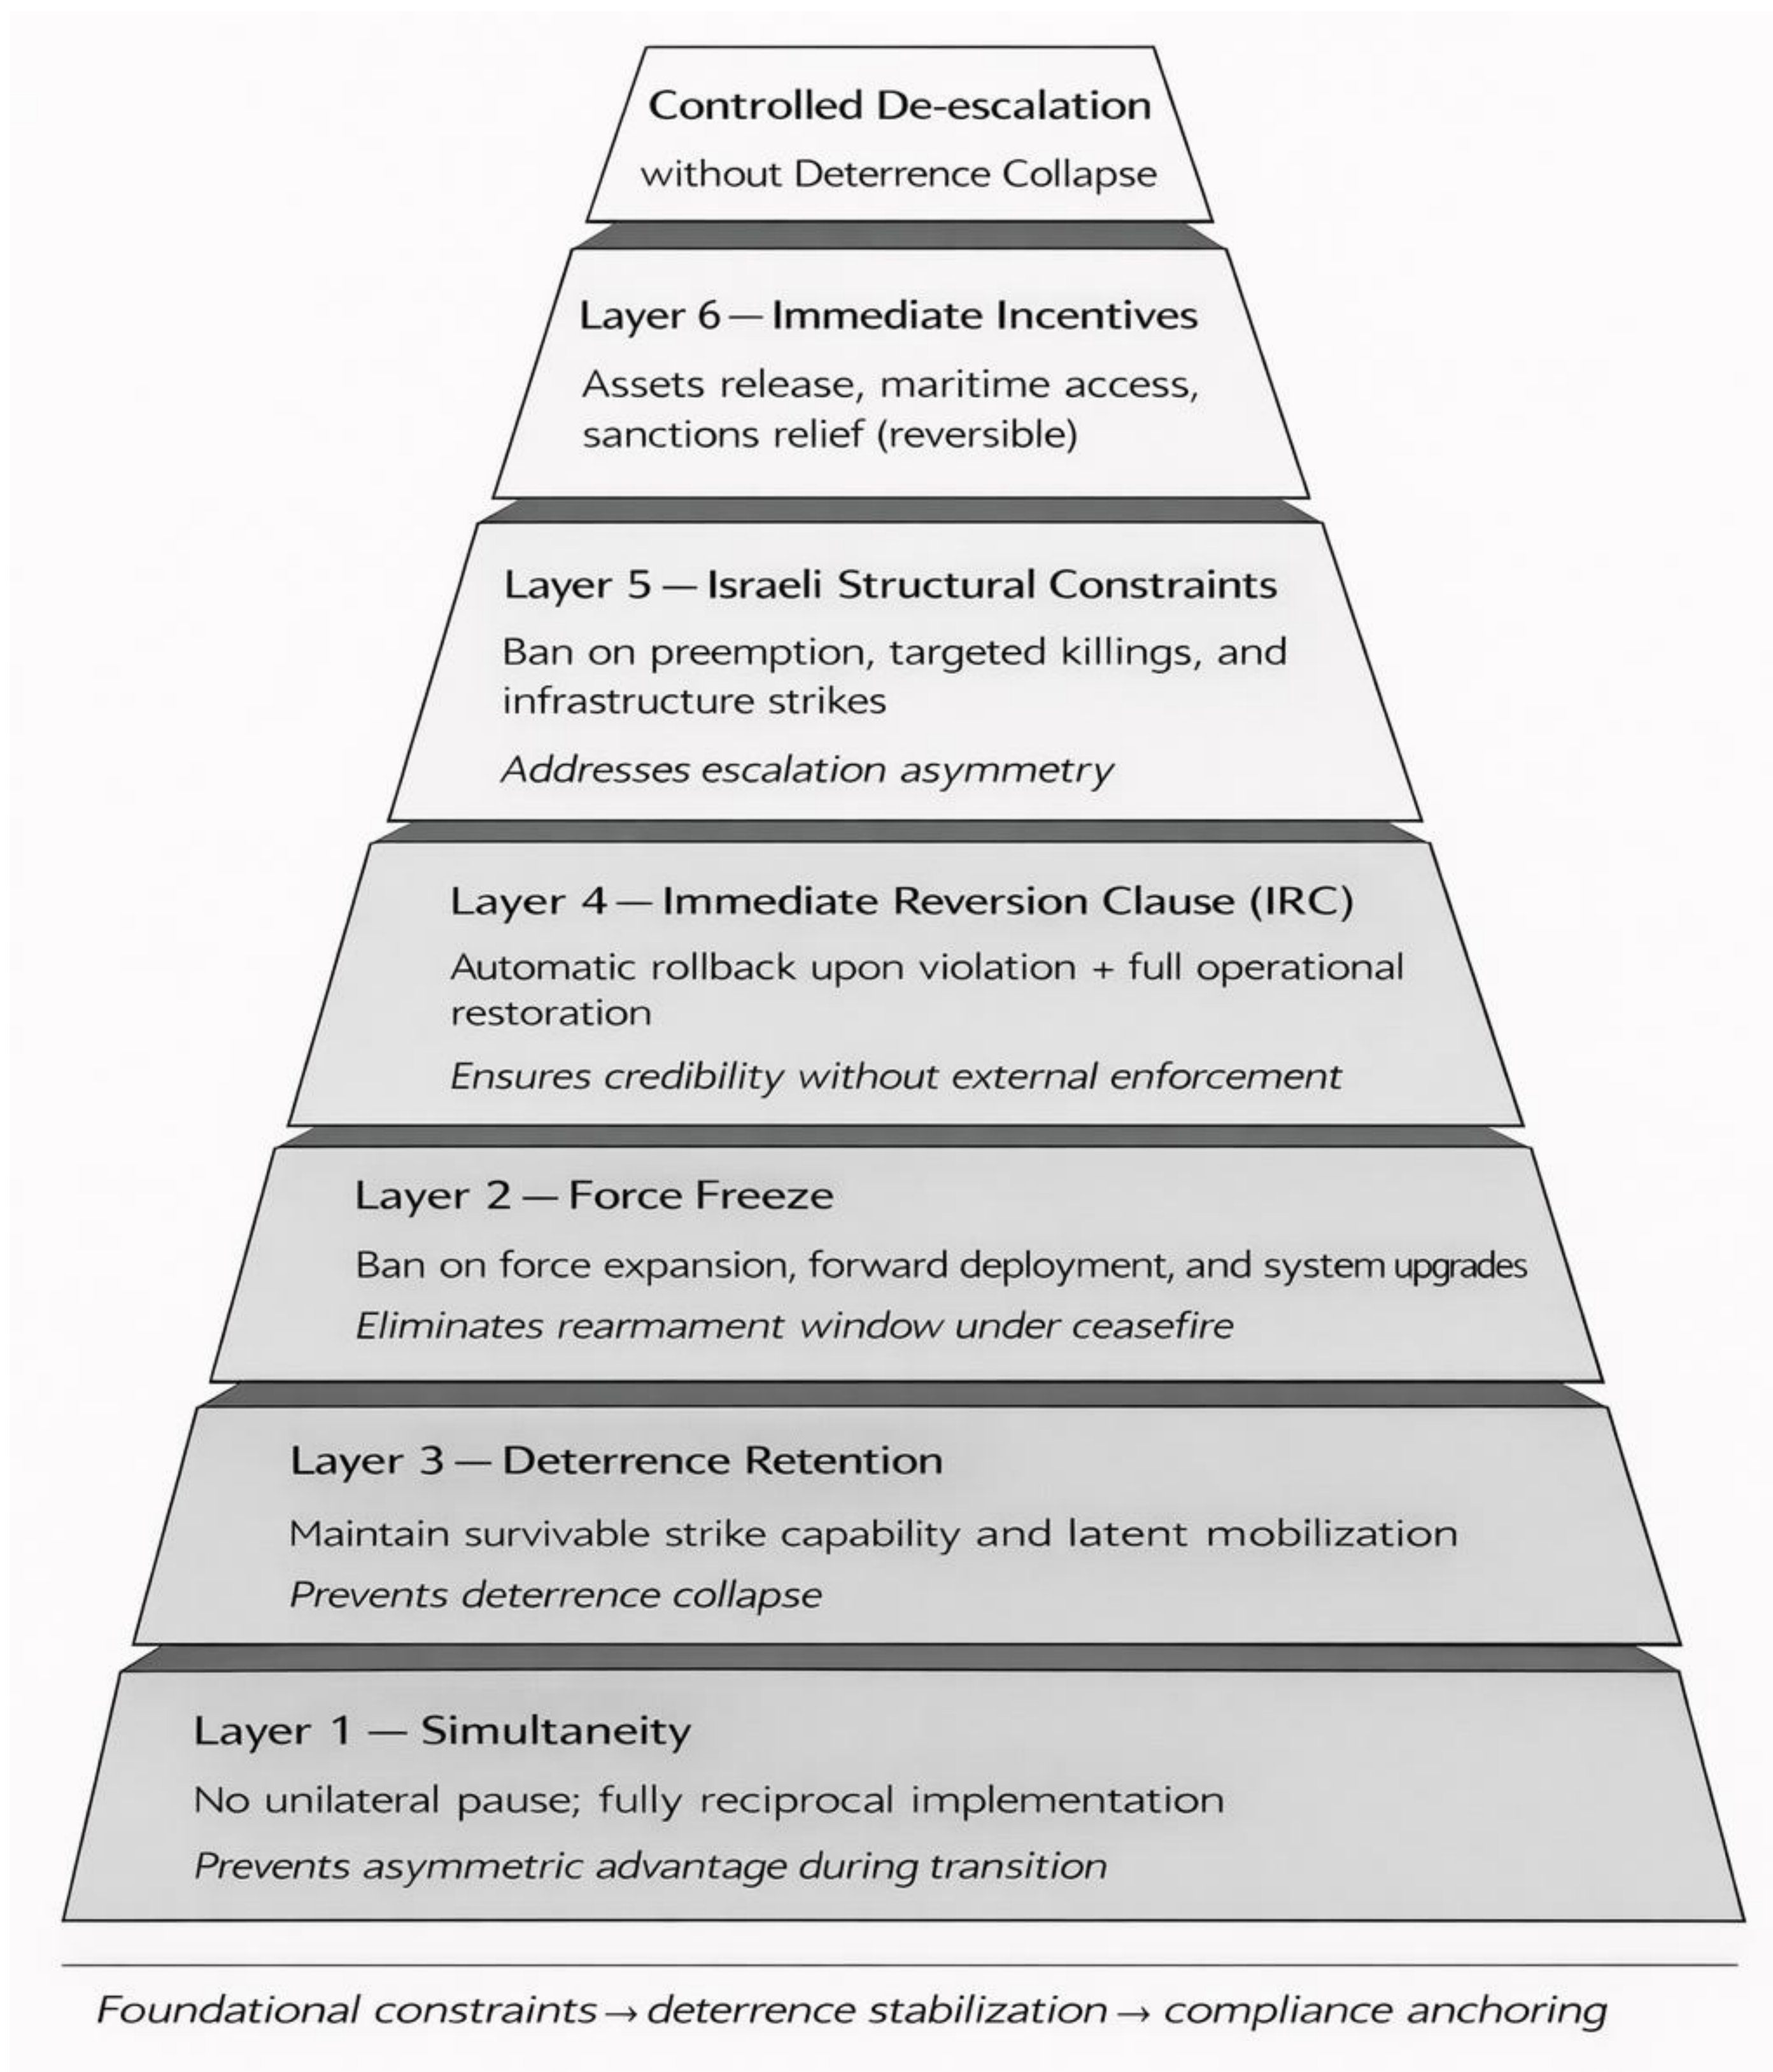 Controlled De-escalation
without Deterrence Collapse
Layer 6 — Immediate Incentives
Assets release, maritime access,
sanctions relief (reversible)
Layer 5 — Israeli Structural Constraints
Ban on preemption, targeted killings, and
infrastructure strikes
Addresses escalation asymmetry
Layer 4 — Immediate Reversion Clause (IRC)
Automatic rollback upon violation + full operational
restoration
Ensures credibility without external enforcement
Layer 2 — Force Freeze
Ban on force expansion, forward deployment, and system upgrades
Eliminates rearmament window under ceasefire
Layer 3 — Deterrence Retention
Maintain survivable strike capability and latent mobilization
Prevents deterrence collapse
Layer 1 — Simultaneity
No unilateral pause; fully reciprocal implementation
Prevents asymmetric advantage during transition
Foundational constraints → deterrence stabilization → compliance anchoring